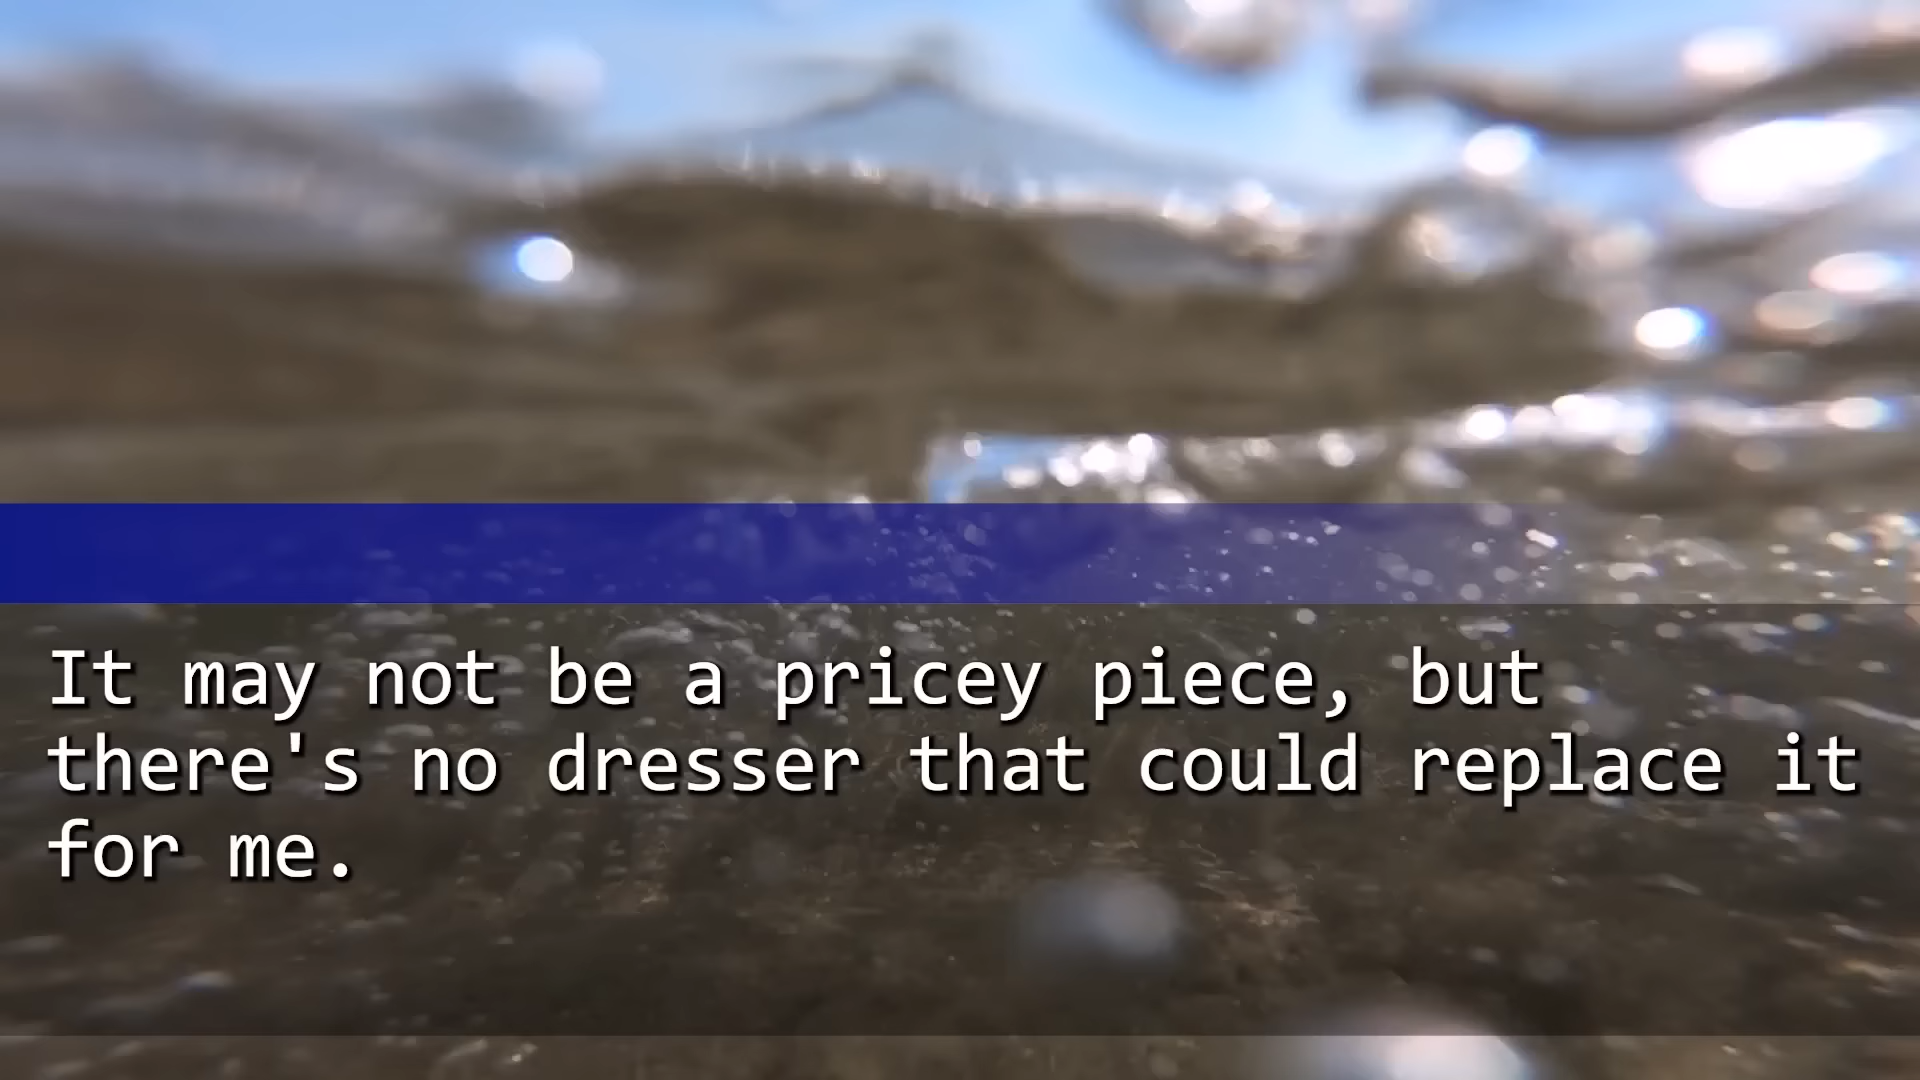 It may not be a pricey piece, but
there's no dresser that could replace it
for me.